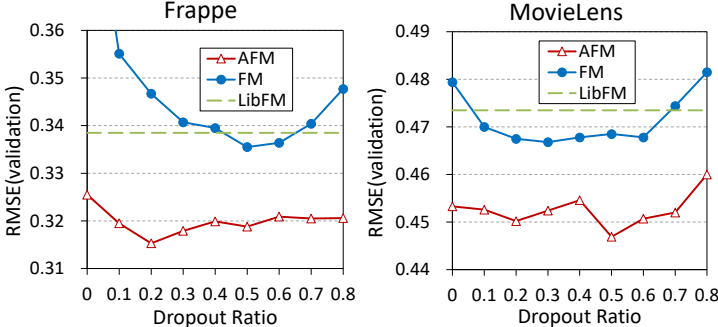 Frappe
0.36
0.35
0.34
0.33
0.32
0.31
RMSE(validation)
AFM
FM
LibFM
0 0.1 0.2 0.3 0.4 0.5 0.6 0.7 0.8
Dropout Ratio
MovieLens
0.49
0.48
0.47
0.46
0.45
0.44
RMSE(validation)
AFM
FM
LibFM
0 0.1 0.2 0.3 0.4 0.5 0.6 0.7 0.8
Dropout Ratio